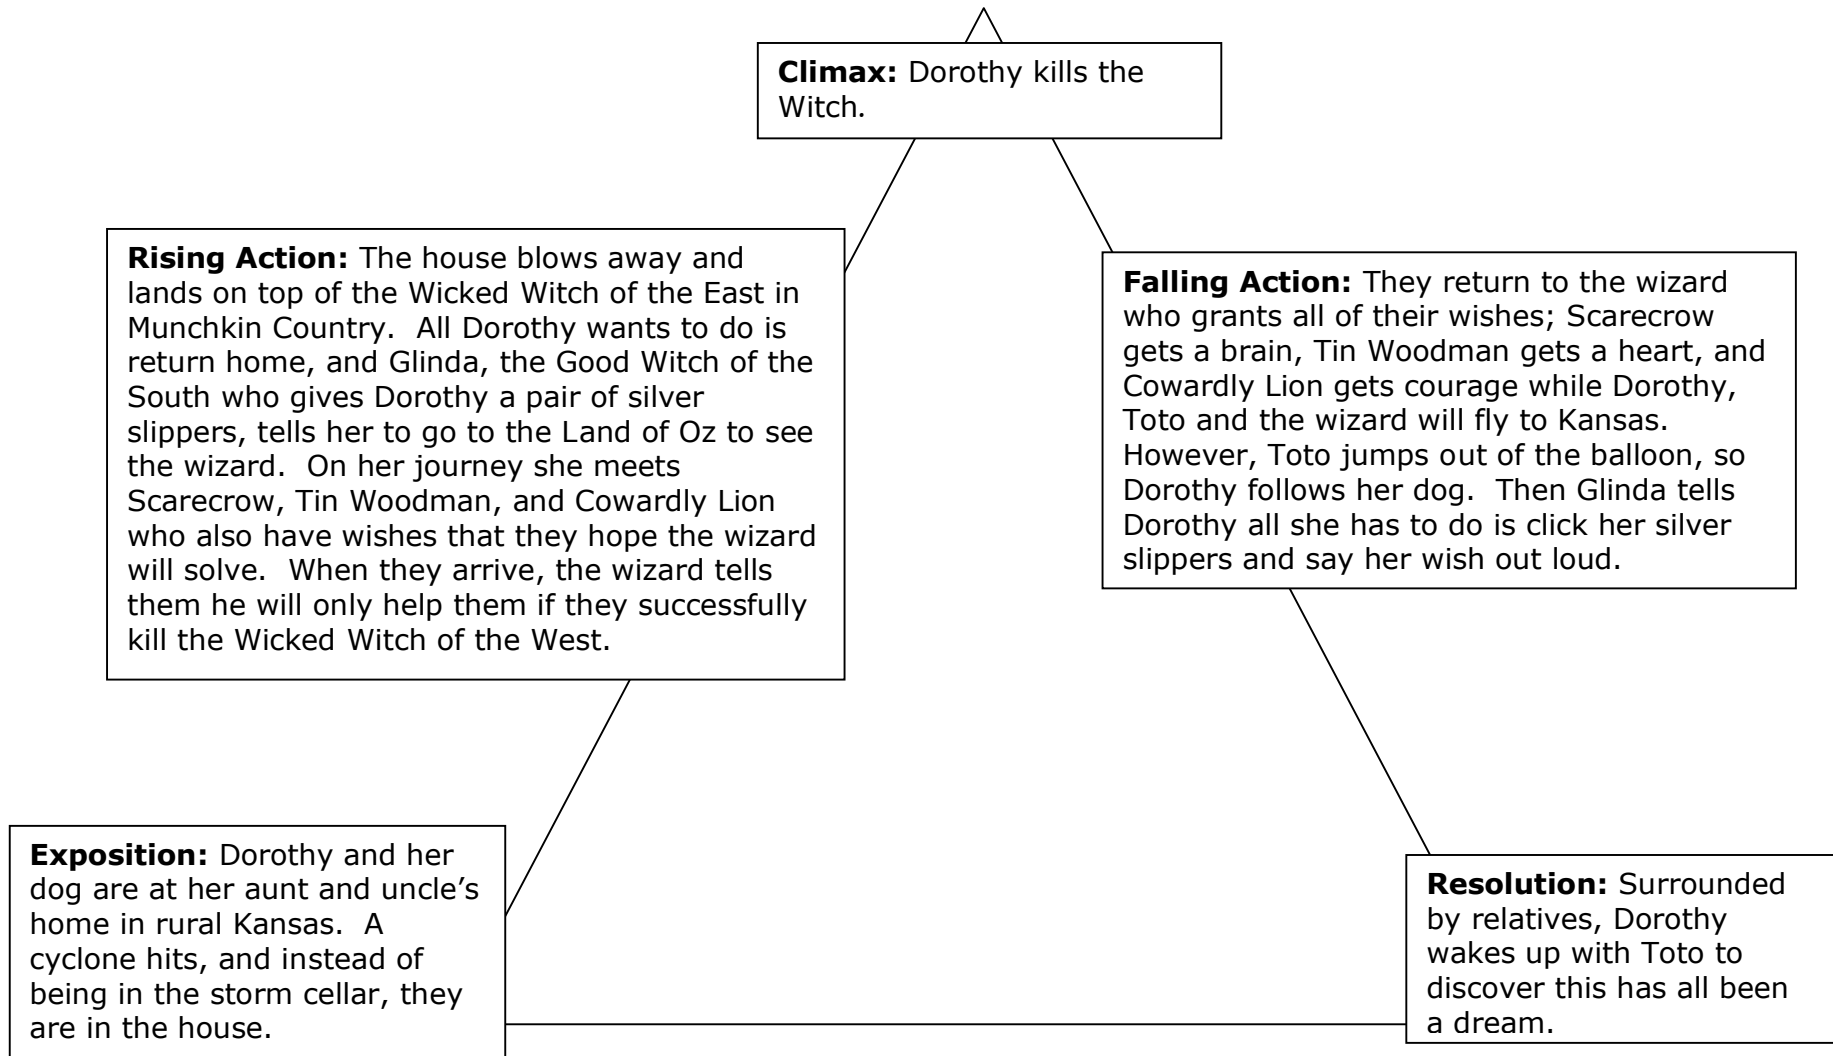 Climax: Dorothy kills the
Witch.
Rising Action: The house blows away and
lands on top of the Wicked Witch of the East in
Munchkin Country.  All Dorothy wants to do is
return home, and Glinda, the Good Witch of the
South who gives Dorothy a pair of silver
slippers, tells her to go to the Land of Oz to see
the wizard.  On her journey she meets
Scarecrow, Tin Woodman, and Cowardly Lion
who also have wishes that they hope the wizard
will solve.  When they arrive, the wizard tells
them he will only help them if they successfully
kill the Wicked Witch of the West.
Falling Action: They return to the wizard
who grants all of their wishes; Scarecrow
gets a brain, Tin Woodman gets a heart, and
Cowardly Lion gets courage while Dorothy,
Toto and the wizard will fly to Kansas.
However, Toto jumps out of the balloon, so
Dorothy follows her dog.  Then Glinda tells
Dorothy all she has to do is click her silver
slippers and say her wish out loud.
Exposition: Dorothy and her
dog are at her aunt and uncle’s
home in rural Kansas.  A
cyclone hits, and instead of
being in the storm cellar, they
are in the house.
Resolution: Surrounded
by relatives, Dorothy
wakes up with Toto to
discover this has all been
a dream.